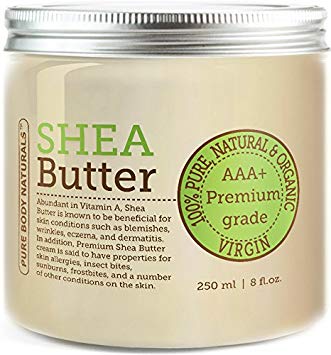 PURE BODY NATURALS™
SHEA
Butter
Abundant in Vitamin A, Shea
Butter is known to be beneficial for
skin conditions such as blemishes,
wrinkles, eczema, and dermatitis.
In addition, Premium Shea Butter
cream is said to have properties for
skin allergies, insect bites,
sunburns, frostbites, and a number
of other conditions on the skin.
100% PURE, NATURAL & ORGANIC
AAA+
Premium
grade
VIRGIN
250 ml | 8 fl.oz.